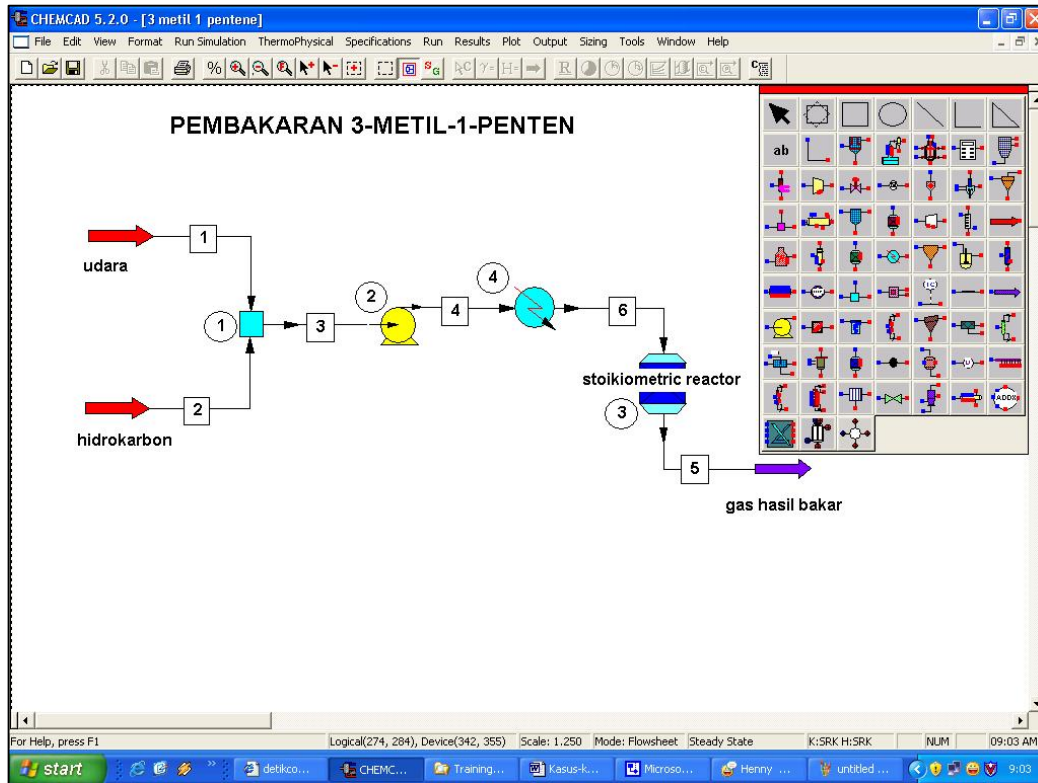 CHEMCAD 5.2.0 - [3 metil 1 pentene]
File Edit View Format Run Simulation ThermoPhysical Specifications Run Results Plot Output Sizing Tools Window Help
PEMBAKARAN 3-METIL-1-PENTEN
ab
1
udara
1
3
2
4
4
6
2
hidrokarbon
stoikiometric reactor
3
5
gas hasil bakar
For Help, press F1 Logical(274, 284), Device(342, 355) Scale: 1.250 Mode: Flowsheet Steady State K:SRK H:SRK NUM 09:03 AM
start detikco... CHEMC... Training... Kasus-k... Microso... Henny ... untitled ... 9:03